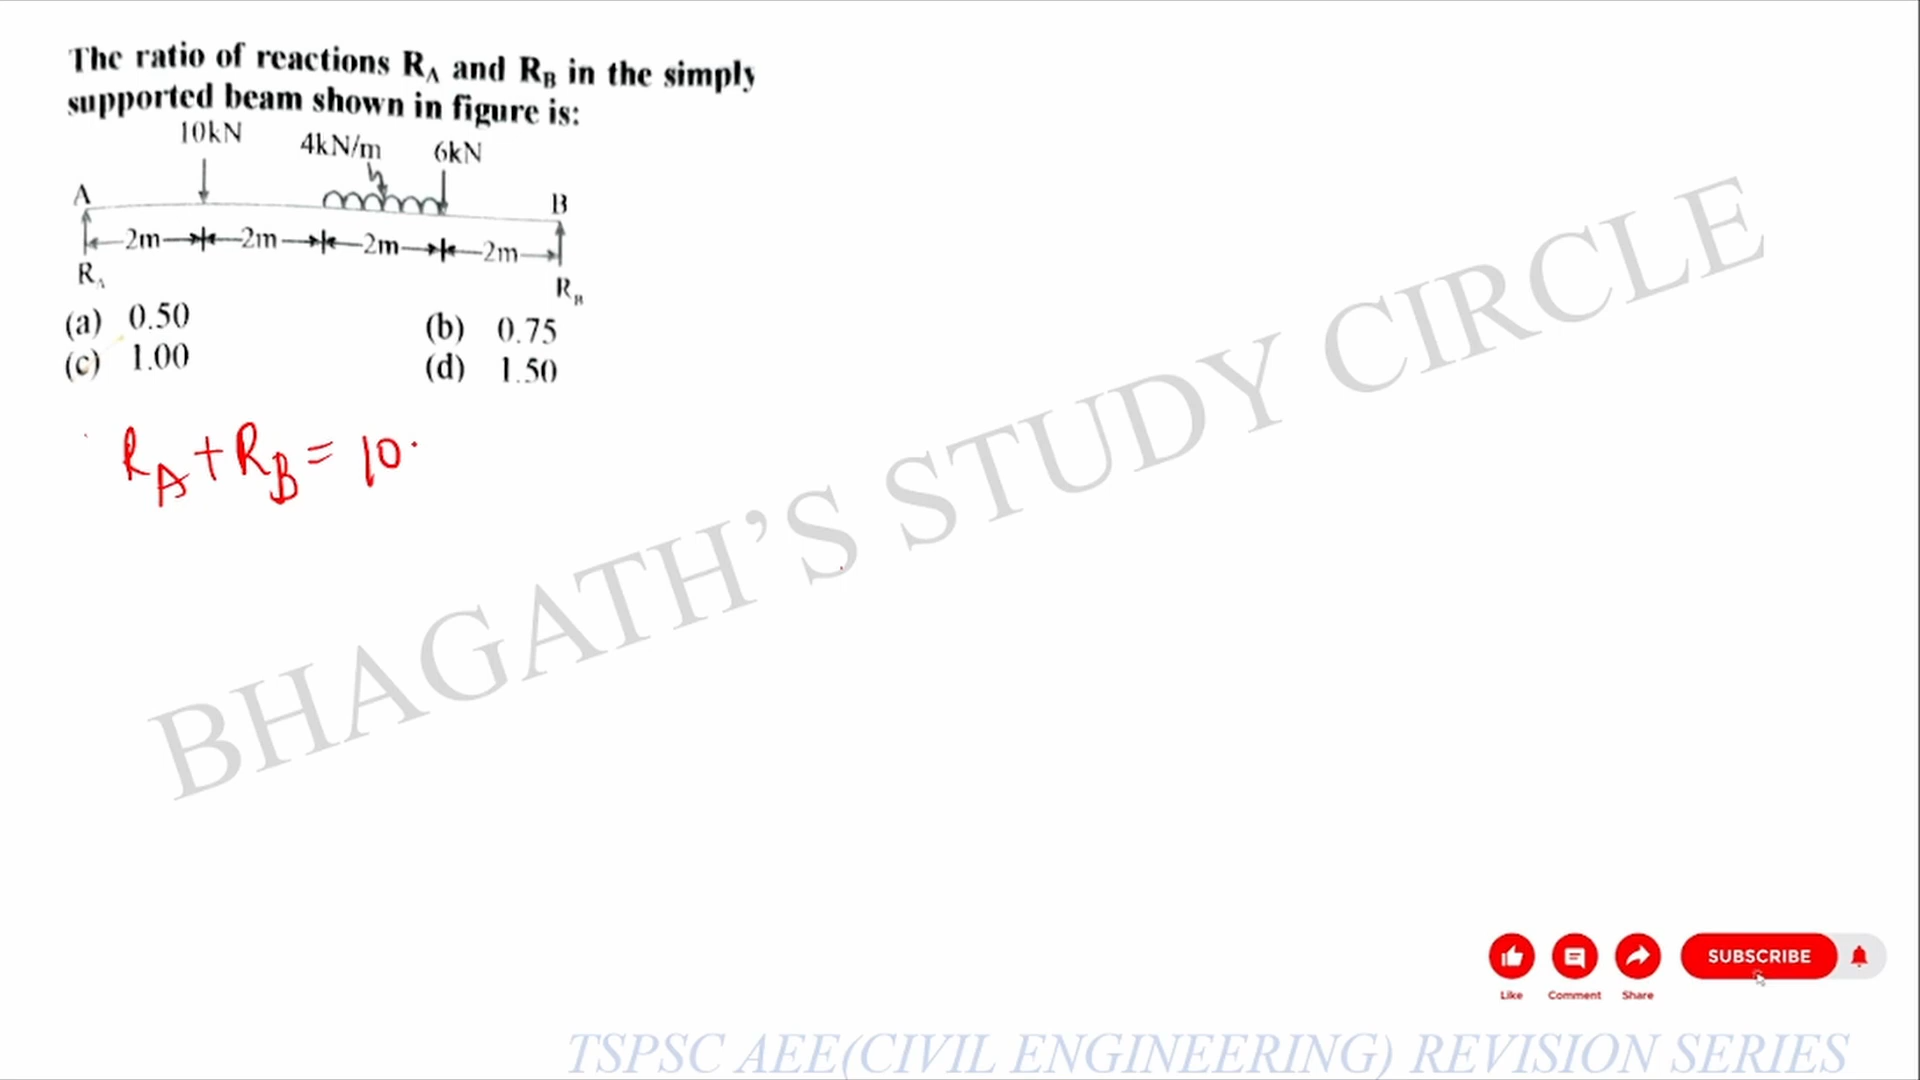 The ratio of reactions R_A and R_B in the simply
supported beam shown in figure is:
10kN 4kN/m 6kN
A B
2m 2m 2m 2m
R_A R_B
(a) 0.50 (b) 0.75
(c) 1.00 (d) 1.50
R_A + R_B = 10
BHAGATH'S STUDY CIRCLE
SUBSCRIBE
Like Comment Share
TSPSC AEE(CIVIL ENGINEERING) REVISION SERIES